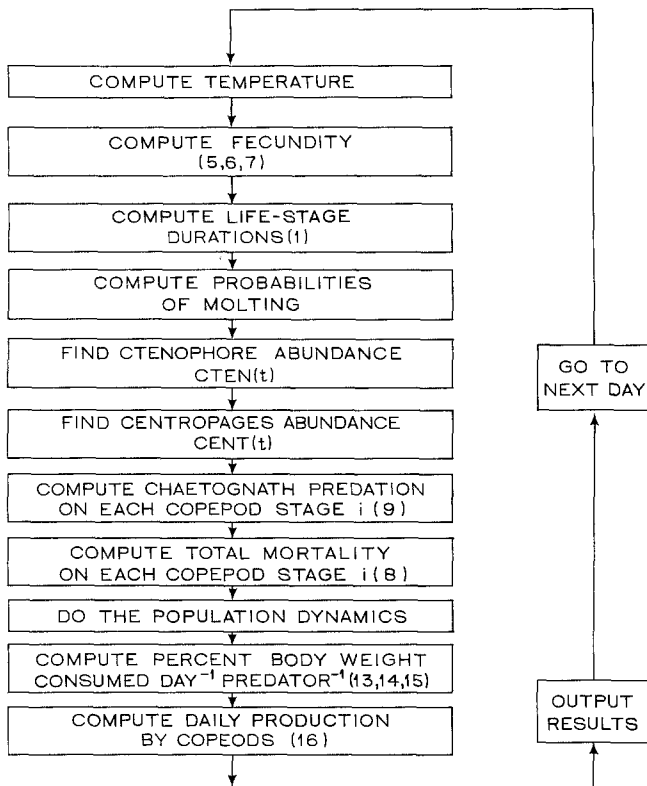 COMPUTE TEMPERATURE
COMPUTE FECUNDITY
(5,6,7)
COMPUTE LIFE-STAGE
DURATIONS(1)
COMPUTE PROBABILITIES
OF MOLTING
FIND CTENOPHORE ABUNDANCE
CTEN(t)
FIND CENTROPAGES ABUNDANCE
CENT(t)
COMPUTE CHAETOGNATH PREDATION
ON EACH COPEPOD STAGE i (9)
COMPUTE TOTAL MORTALITY
ON EACH COPEPOD STAGE i (8)
DO THE POPULATION DYNAMICS
COMPUTE PERCENT BODY WEIGHT
CONSUMED DAY⁻¹ PREDATOR⁻¹ (13,14,15)
COMPUTE DAILY PRODUCTION
BY COPEODS (16)
OUTPUT
RESULTS
GO TO
NEXT DAY